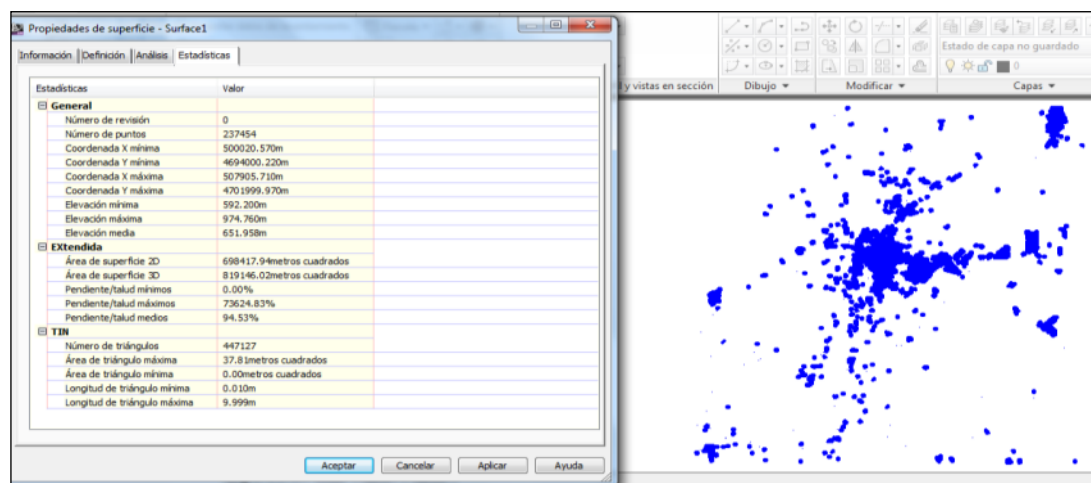 Propiedades de superficie - Surface1
Información Definición Análisis Estadísticas
Estadísticas Valor
General
Número de revisión 0
Número de puntos 237454
Coordenada X mínima 500020.570m
Coordenada Y mínima 4694000.220m
Coordenada X máxima 507905.710m
Coordenada Y máxima 4701999.970m
Elevación mínima 592.200m
Elevación máxima 974.760m
Elevación media 651.958m
EXtendida
Área de superficie 2D 698417.94metros cuadrados
Área de superficie 3D 819146.02metros cuadrados
Pendiente/talud mínimos 0.00%
Pendiente/talud máximos 73624.83%
Pendiente/talud medios 94.53%
TIN
Número de triángulos 447127
Área de triángulo máxima 37.81metros cuadrados
Área de triángulo mínima 0.00metros cuadrados
Longitud de triángulo mínima 0.010m
Longitud de triángulo máxima 9.999m
Aceptar Cancelar Aplicar Ayuda
Estado de capa no guardado
0
y vistas en sección Dibujo Modificar Capas